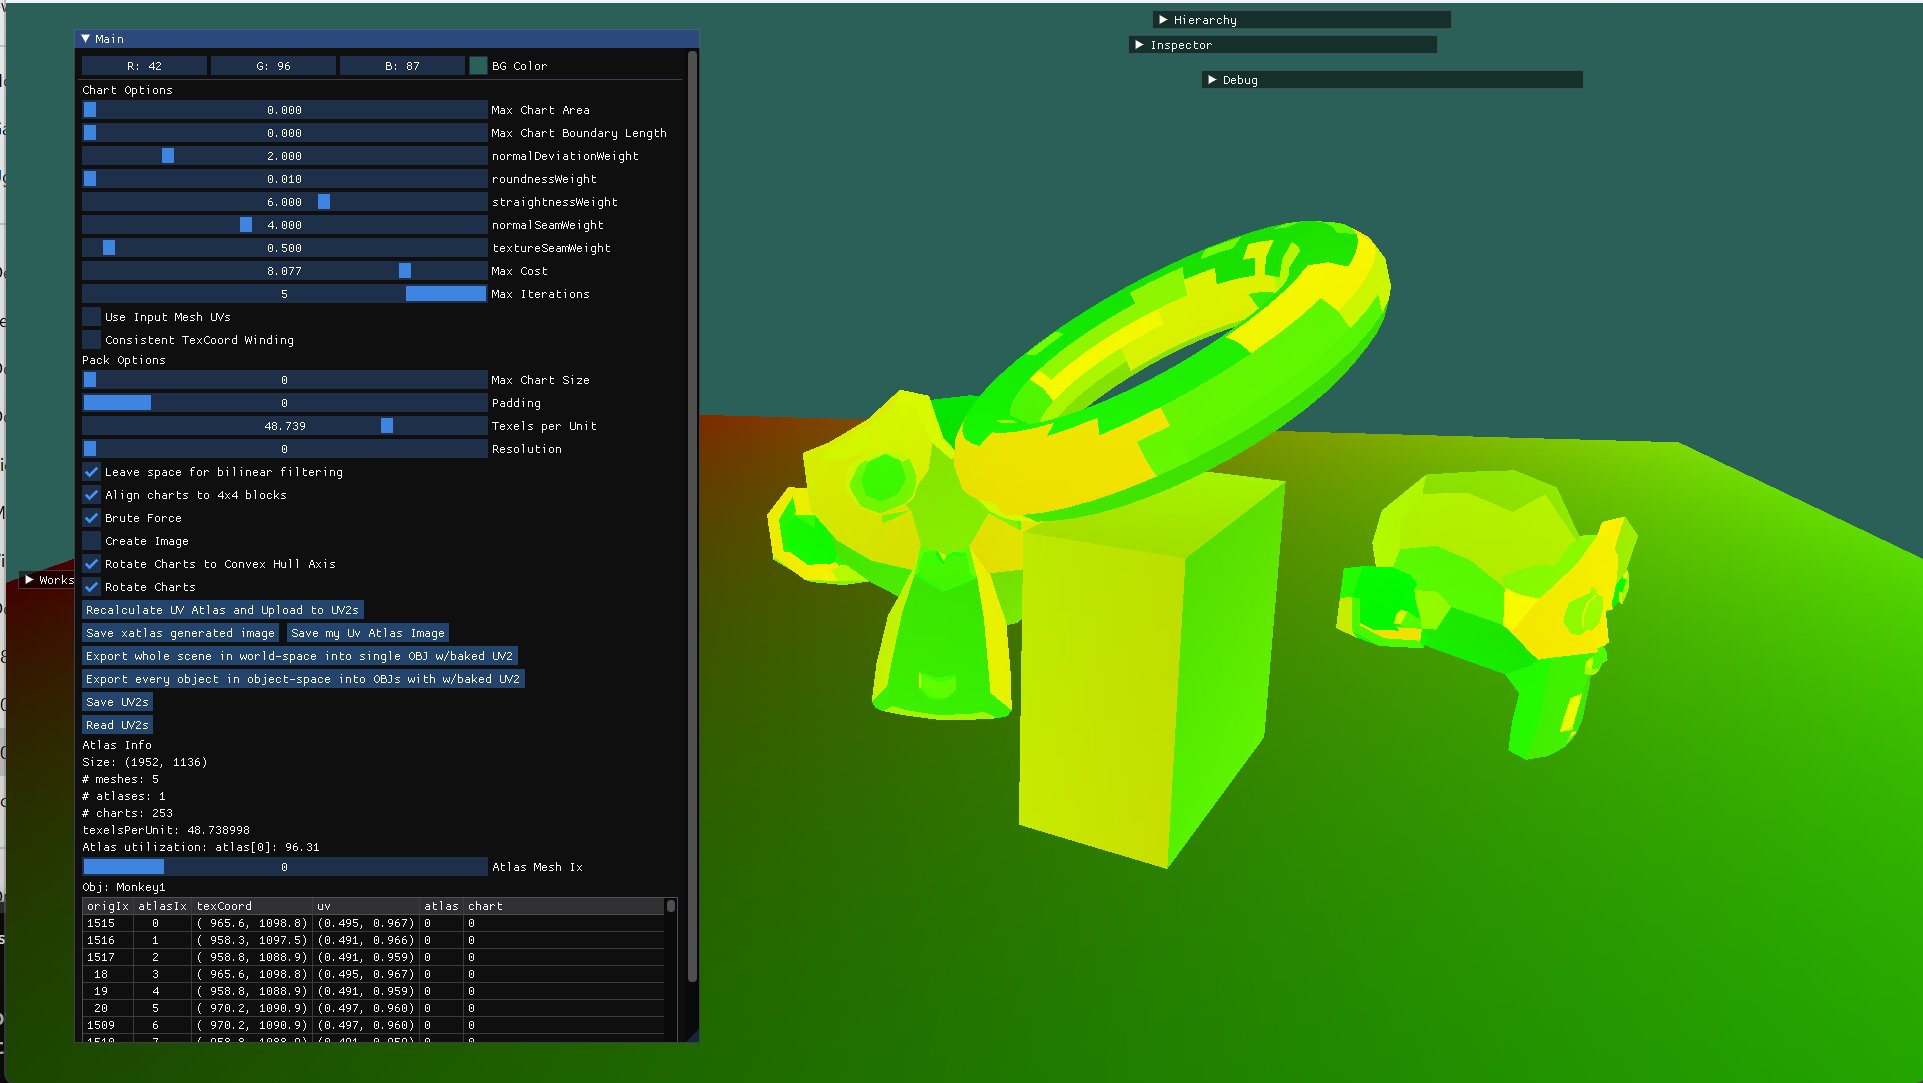 Main
R: 42 G: 96 B: 87 BG Color
Chart Options
0.000 Max Chart Area
0.000 Max Chart Boundary Length
2.000 normalDeviationWeight
0.010 roundnessWeight
6.000 straightnessWeight
4.000 normalSeamWeight
0.500 textureSeamWeight
8.077 Max Cost
5 Max Iterations
Use Input Mesh UVs
Consistent TexCoord Winding
Pack Options
0 Max Chart Size
0 Padding
48.739 Texels per Unit
0 Resolution
Leave space for bilinear filtering
Align charts to 4x4 blocks
Brute Force
Create Image
Rotate Charts to Convex Hull Axis
Rotate Charts
Recalculate UV Atlas and Upload to UV2s
Save xatlas generated image Save my Uv Atlas Image
Export whole scene in world-space into single OBJ w/baked UV2
Export every object in object-space into OBJs with w/baked UV2
Save UV2s
Read UV2s
Atlas Info
Size: (1952, 1136)
# meshes: 5
# atlases: 1
# charts: 253
texelsPerUnit: 48.738998
Atlas utilization: atlas[0]: 96.31
0 Atlas Mesh Ix
Obj: Monkey1
origIx atlasIx texCoord uv atlas chart
1515 0 ( 965.6, 1098.8) (0.495, 0.967) 0 0
1516 1 ( 958.3, 1097.5) (0.491, 0.966) 0 0
1517 2 ( 958.8, 1088.9) (0.491, 0.959) 0 0
18 3 ( 965.6, 1098.8) (0.495, 0.967) 0 0
19 4 ( 958.8, 1088.9) (0.491, 0.959) 0 0
20 5 ( 970.2, 1090.9) (0.497, 0.960) 0 0
1509 6 ( 970.2, 1090.9) (0.497, 0.960) 0 0
Works
Hierarchy
Inspector
Debug